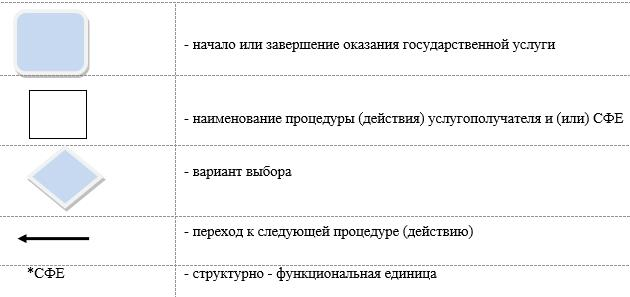 - начало или завершение оказания государственной услуги
- наименование процедуры (действия) услугополучателя и (или) СФЕ
- вариант выбора
- переход к следующей процедуре (действию)
*СФЕ - структурно - функциональная единица